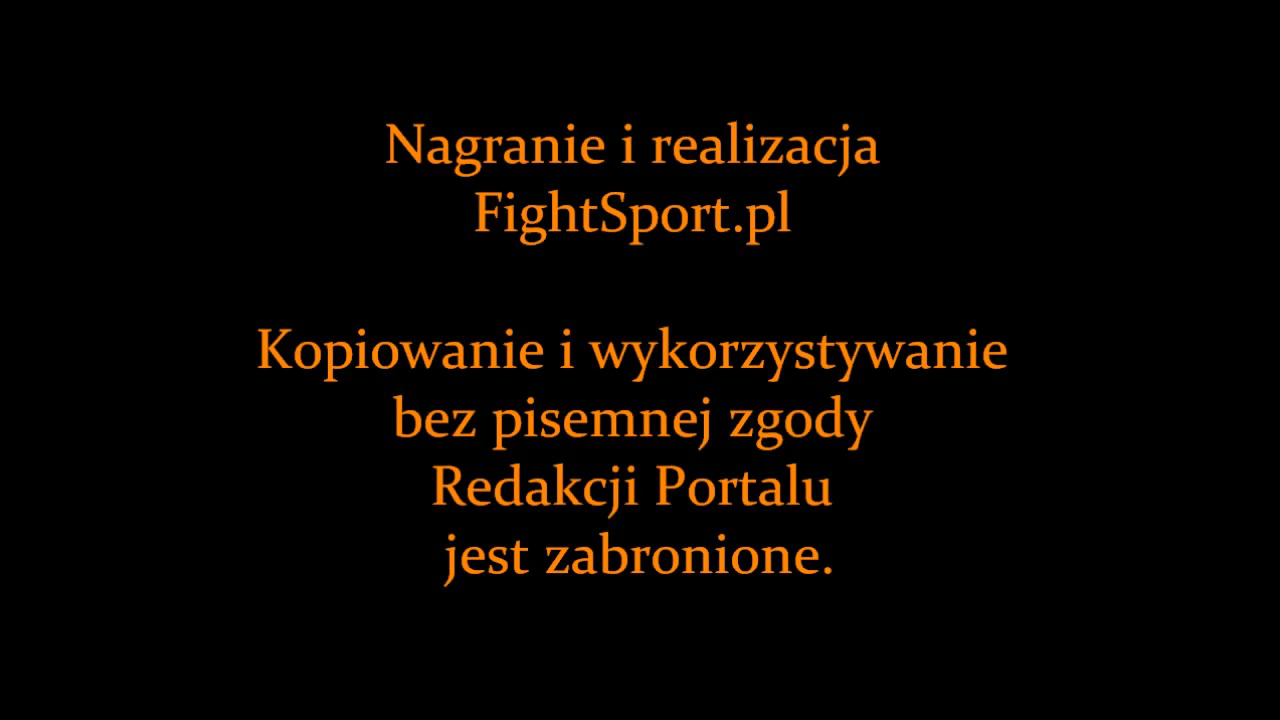 Nagranie i realizacja
FightSport.pl
Kopiowanie i wykorzystywanie
bez pisemnej zgody
Redakcji Portalu
jest zabronione.